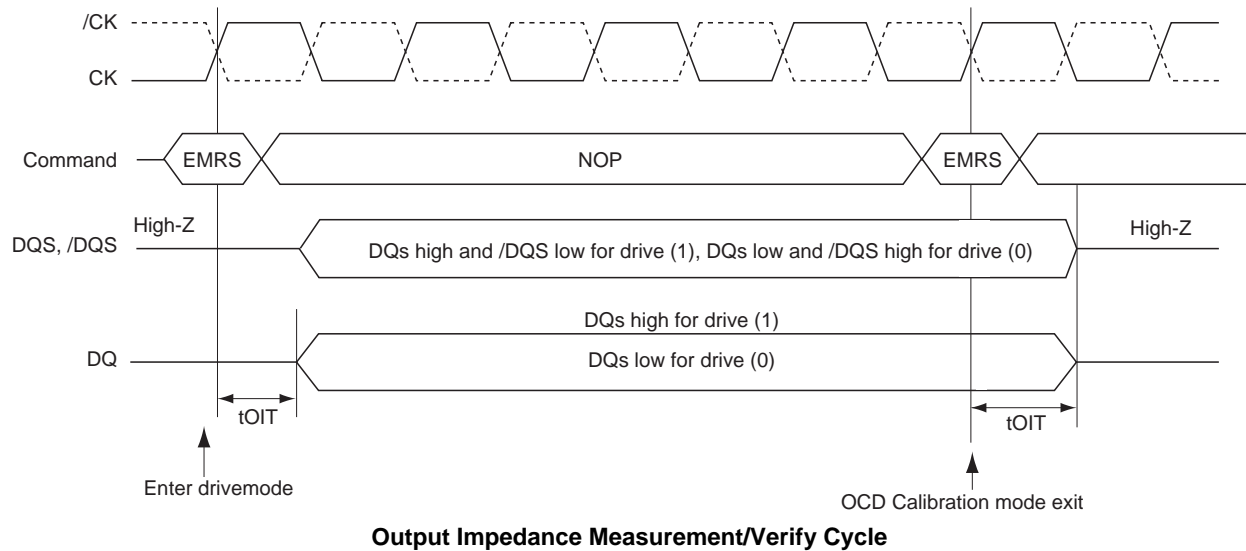 /CK
CK
Command
EMRS
NOP
EMRS
High-Z
High-Z
DQS, /DQS
DQs high and /DQS low for drive (1), DQs low and /DQS high for drive (0)
DQs high for drive (1)
DQ
DQs low for drive (0)
tOIT
tOIT
Enter drivemode
OCD Calibration mode exit
Output Impedance Measurement/Verify Cycle